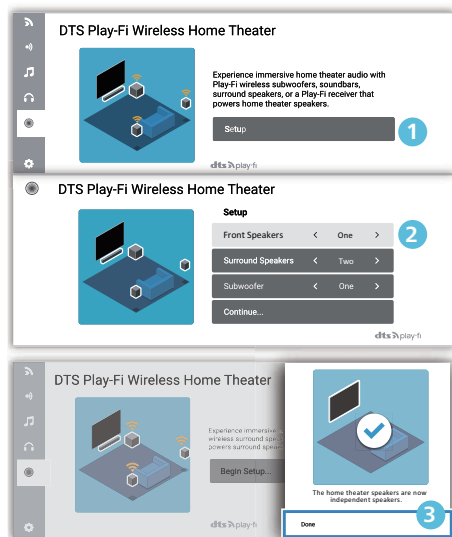 DTS Play-Fi Wireless Home Theater
Experience immersive home theater audio with
Play-Fi wireless subwoofers, soundbars,
surround speakers, or a Play-Fi receiver that
powers home theater speakers.
Setup
1
dts play-fi
DTS Play-Fi Wireless Home Theater
Setup
Front Speakers < One >
2
Surround Speakers < Two >
Subwoofer < One >
Continue...
dts play-fi
DTS Play-Fi Wireless Home Theater
Experience immersive
wireless surround
powers surround
Begin Setup...
dts play-fi
The home theater speakers are now
independent speakers.
Done
3